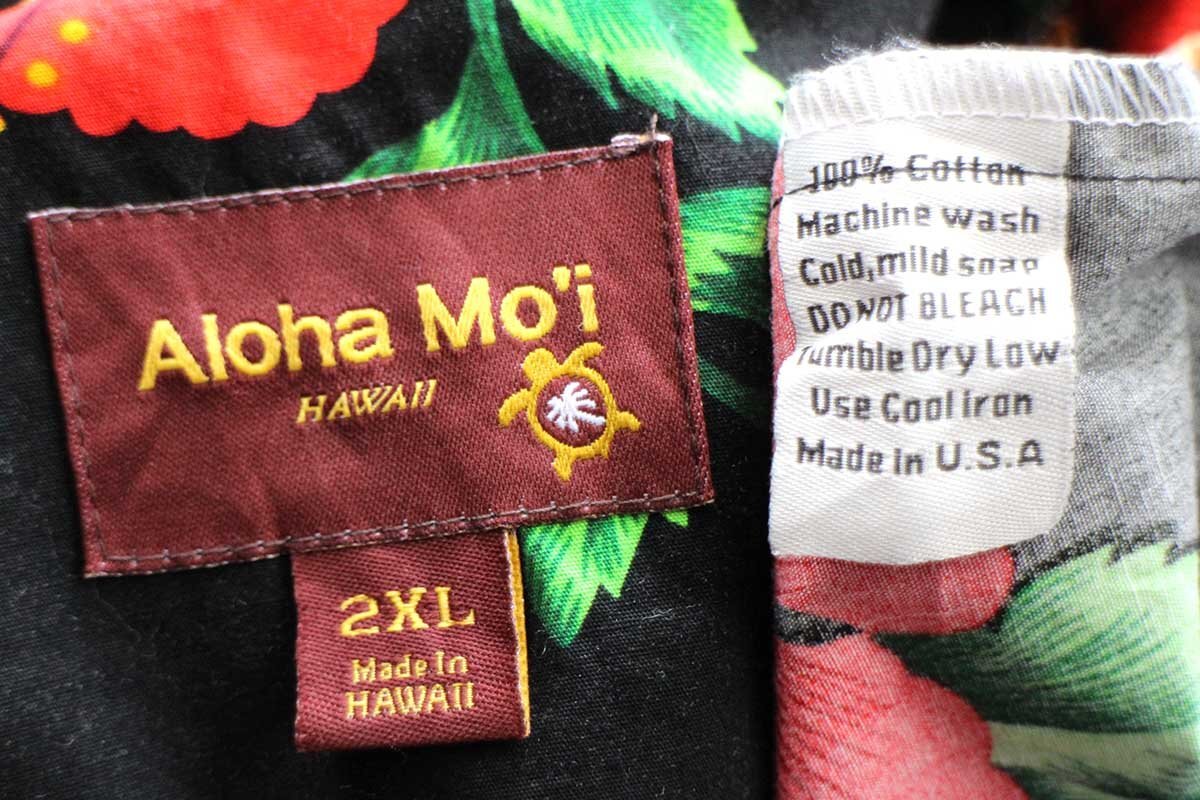 Aloha Mo'i
HAWAII
2XL
Made in
HAWAII
100% Cotton
Machine wash
Cold, mild soap
DO NOT BLEACH
Tumble Dry Low
Use Cool iron
Made in U.S.A